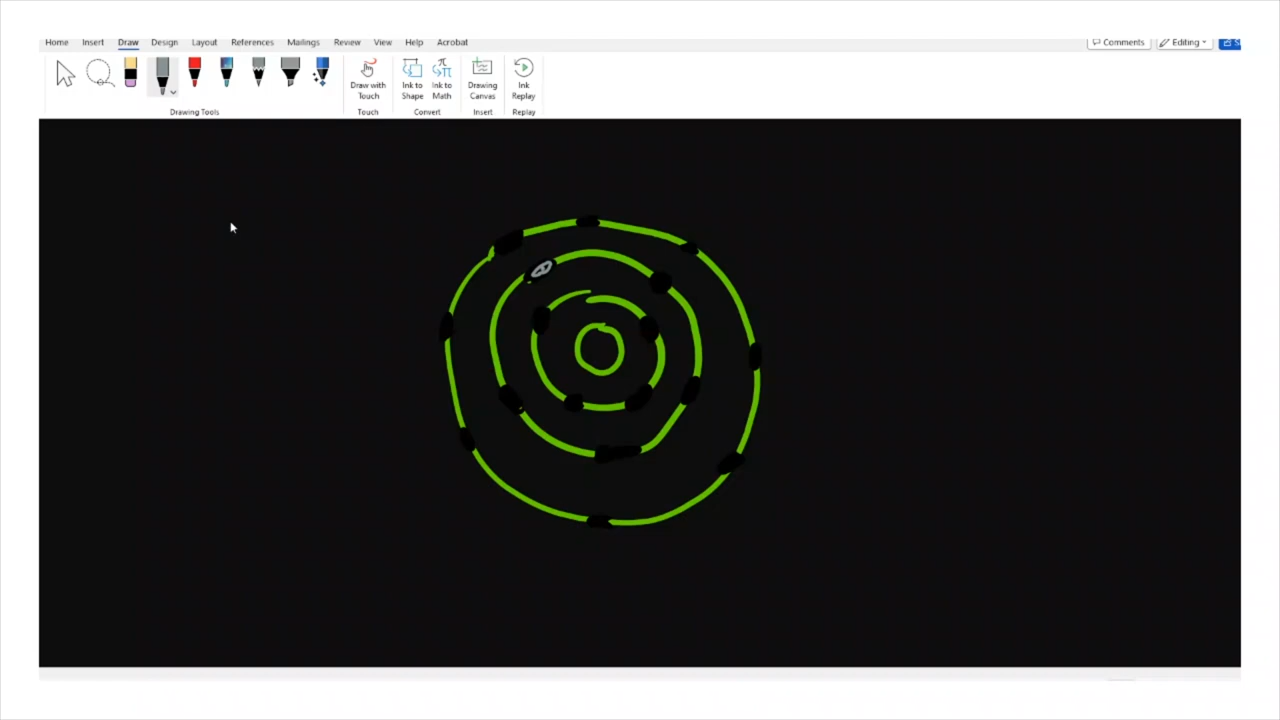 Home Insert Draw Design Layout References Mailings Review View Help Acrobat Comments Editing
Draw with Touch
Ink to Shape
Ink to Math
Drawing Canvas
Ink Replay
Drawing Tools Touch Convert Insert Replay